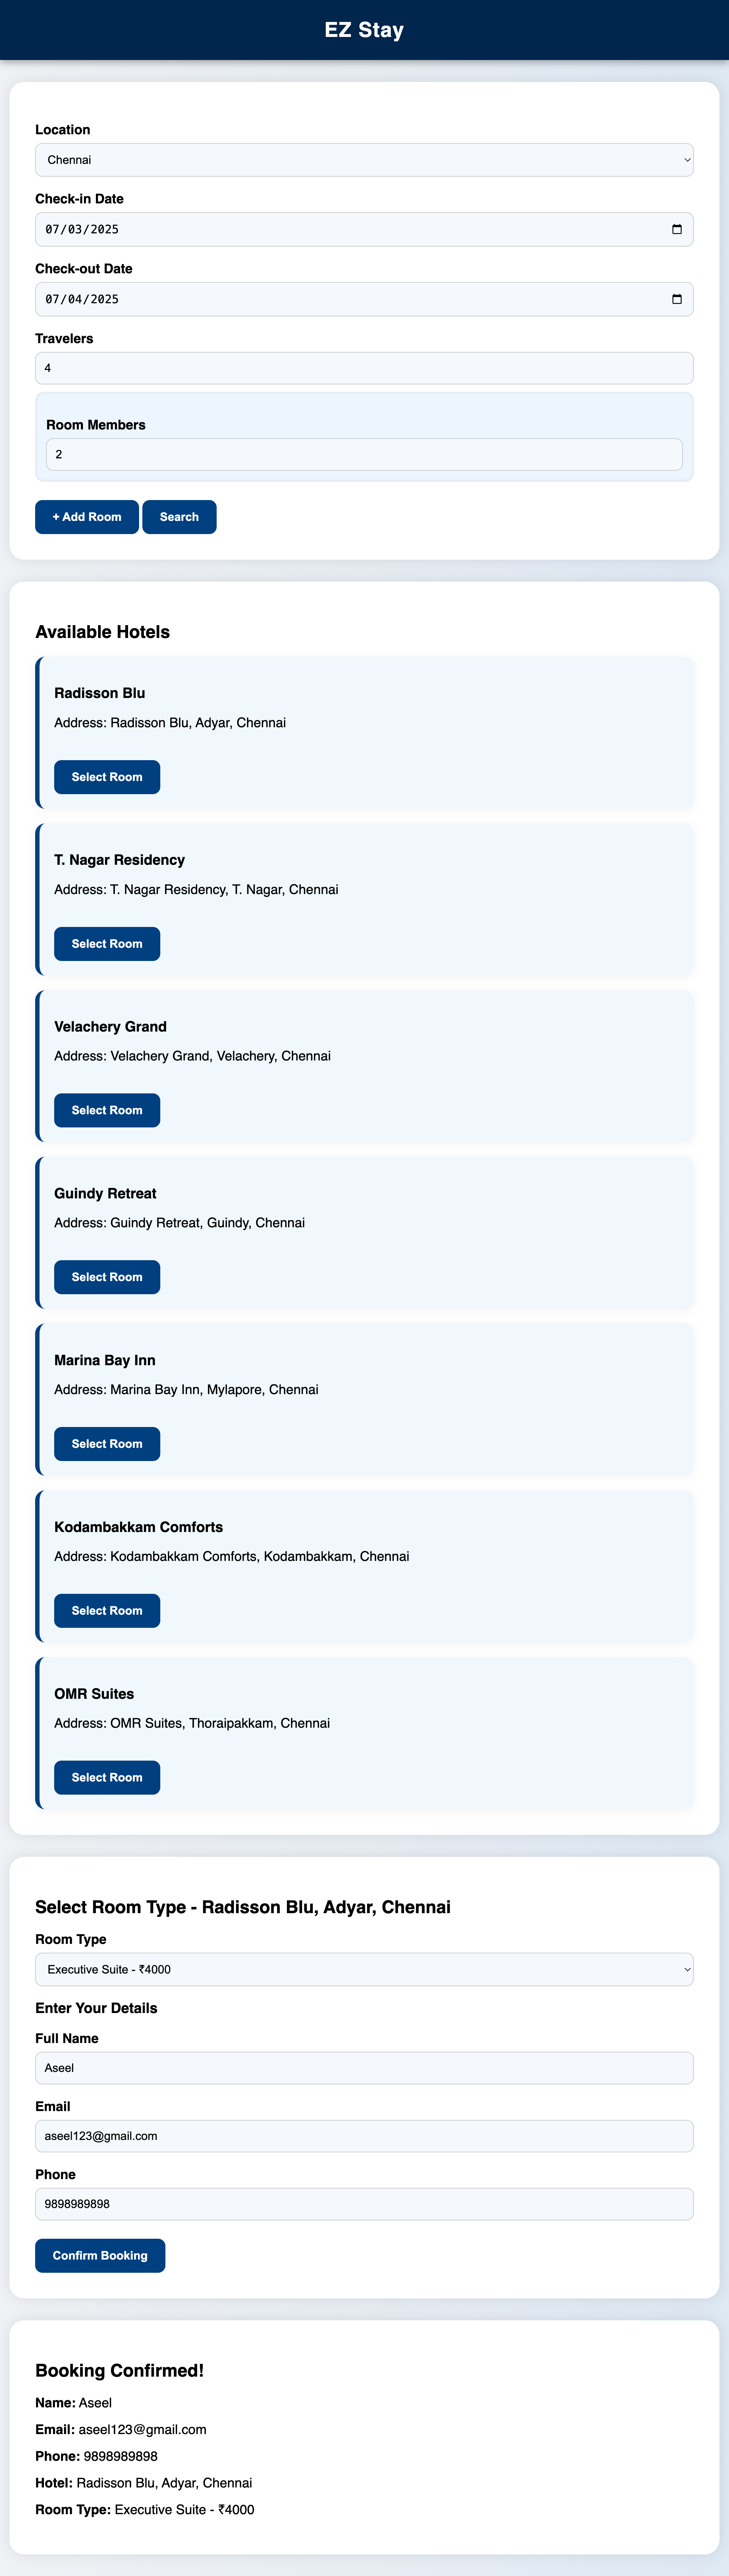 EZ Stay
Location
Chennai
Check-in Date
07/03/2025
Check-out Date
07/04/2025
Travelers
4
Room Members
2
+ Add Room Search
Available Hotels
Radisson Blu
Address: Radisson Blu, Adyar, Chennai
Select Room
T. Nagar Residency
Address: T. Nagar Residency, T. Nagar, Chennai
Select Room
Velachery Grand
Address: Velachery Grand, Velachery, Chennai
Select Room
Guindy Retreat
Address: Guindy Retreat, Guindy, Chennai
Select Room
Marina Bay Inn
Address: Marina Bay Inn, Mylapore, Chennai
Select Room
Kodambakkam Comforts
Address: Kodambakkam Comforts, Kodambakkam, Chennai
Select Room
OMR Suites
Address: OMR Suites, Thoraipakkam, Chennai
Select Room
Select Room Type - Radisson Blu, Adyar, Chennai
Room Type
Executive Suite - ₹4000
Enter Your Details
Full Name
Aseel
Email
aseel123@gmail.com
Phone
9898989898
Confirm Booking
Booking Confirmed!
Name: Aseel
Email: aseel123@gmail.com
Phone: 9898989898
Hotel: Radisson Blu, Adyar, Chennai
Room Type: Executive Suite - ₹4000